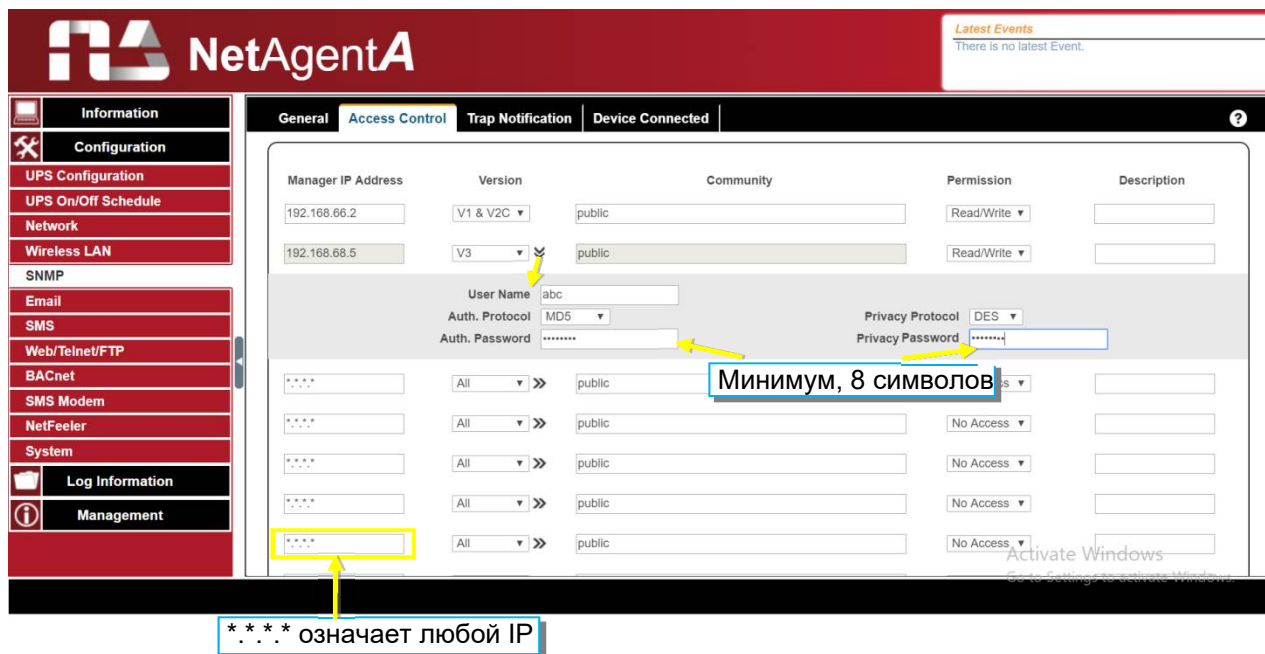 Latest Events
There is no latest Event.
NetAgentA
Information
Configuration
UPS Configuration
UPS On/Off Schedule
Network
Wireless LAN
SNMP
Email
SMS
Web/Telnet/FTP
BACnet
SMS Modem
NetFeeler
System
Log Information
Management
General Access Control Trap Notification Device Connected ?
Manager IP Address Version Community Permission Description
192.168.66.2 V1 & V2C public Read/Write
192.168.68.5 V3 public Read/Write
User Name abc
Auth. Protocol MD5 Privacy Protocol DES
Auth. Password •••••••• Privacy Password ••••••••
Минимум, 8 символов
*.*.*.* All public
*.*.*.* All public No Access
*.*.*.* All public No Access
*.*.*.* All public No Access
*.*.*.* All public No Access
Activate Windows
Go to Settings to activate Windows.
*.*.*.* означает любой IP